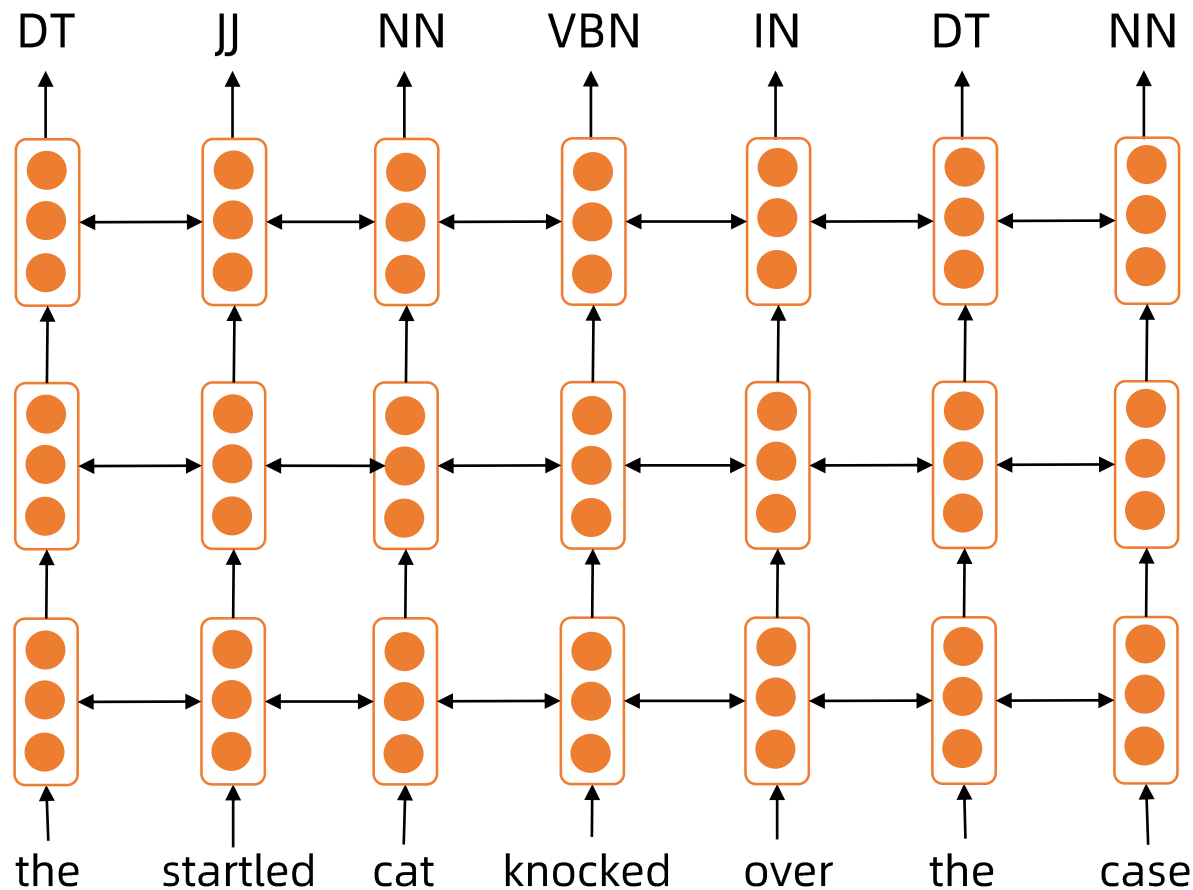 DT JJ NN VBN IN DT NN
the startled cat knocked over the case